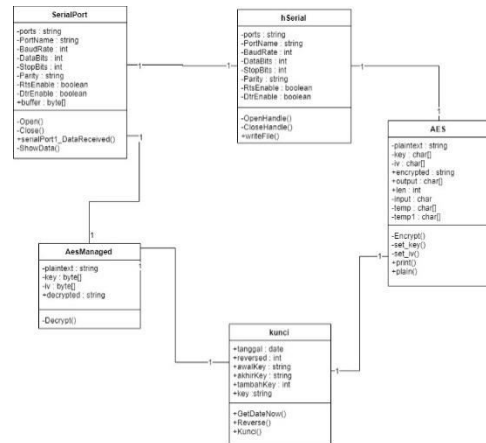 SerialPort
-ports : string
-PortName : string
-BaudRate : int
-DataBits : int
-StopBits : int
-Parity : string
-RtsEnable : boolean
-DtrEnable : boolean
+buffer : byte[]
-Open()
-Close()
+serialPort1_DataReceived()
-ShowData()
hSerial
-ports : string
-PortName : string
-BaudRate : int
-DataBits : int
-StopBits : int
-Parity : string
-RtsEnable : boolean
-DtrEnable : boolean
-OpenHandle()
-CloseHandle()
+writeFile()
AES
-plaintext : string
-key : char[]
-iv : char[]
+encrypted : string
+output : char[]
+len : int
-input : char
-temp : char[]
-temp1 : char[]
-Encrypt()
-set_key()
-set_iv()
+print()
+plain()
AesManaged
-plaintext : string
-key : byte[]
-iv : byte[]
+decrypted : string
-Decrypt()
kunci
+tanggal : date
+reversed : int
+awalKey : string
+akhirKey : string
+tambahKey : int
+key :string
+GetDateNow()
+Reverse()
+Kunci()
1
1
1
1
1
1
1
1
1
1